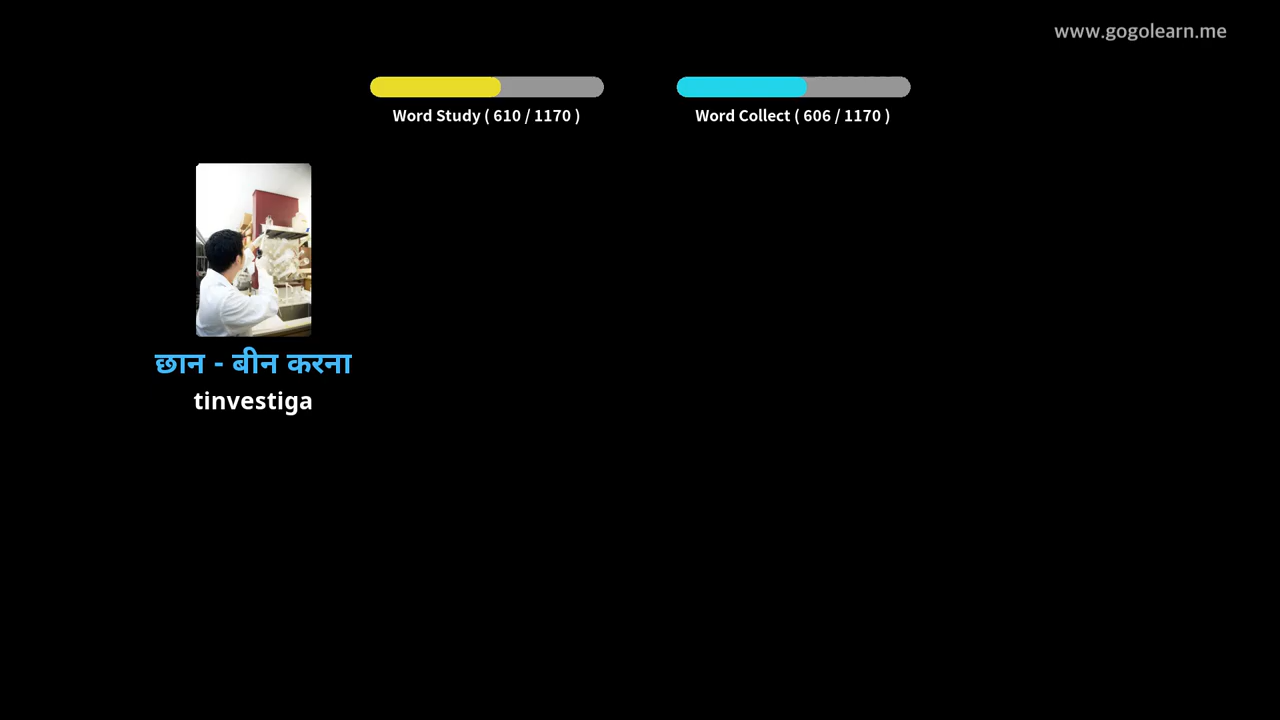 www.gogolearn.me
Word Study ( 610 / 1170 )
Word Collect ( 606 / 1170 )
छान - बीन करना
tinvestiga